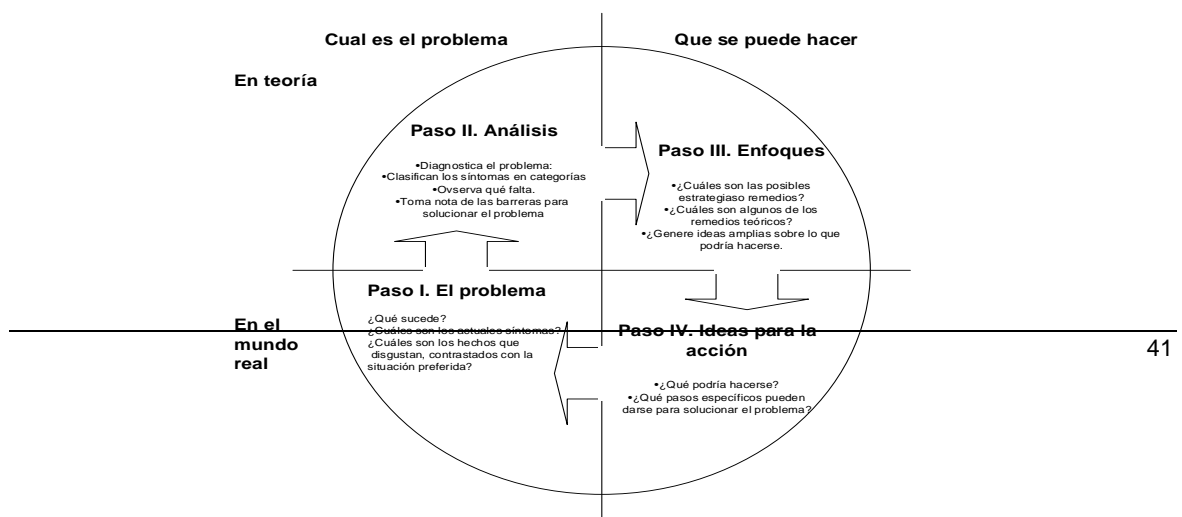 Cual es el problema
Que se puede hacer
En teoría
Paso II. Análisis
•Diagnostica el problema:
•Clasifican los síntomas en categorías
•Ovserva qué falta.
•Toma nota de las barreras para
solucionar el problema
Paso III. Enfoques
•¿Cuáles son las posibles
estrategiaso remedios?
•¿Cuáles son algunos de los
remedios teóricos?
•¿Genere ideas amplias sobre lo que
podría hacerse.
En el
mundo
real
Paso I. El problema
¿Qué sucede?
¿Cuáles son los actuales síntomas?
¿Cuáles son los hechos que
disgustan, contrastados con la
situación preferida?
Paso IV. Ideas para la
acción
•¿Qué podría hacerse?
•¿Qué pasos específicos pueden
darse para solucionar el problema?
41